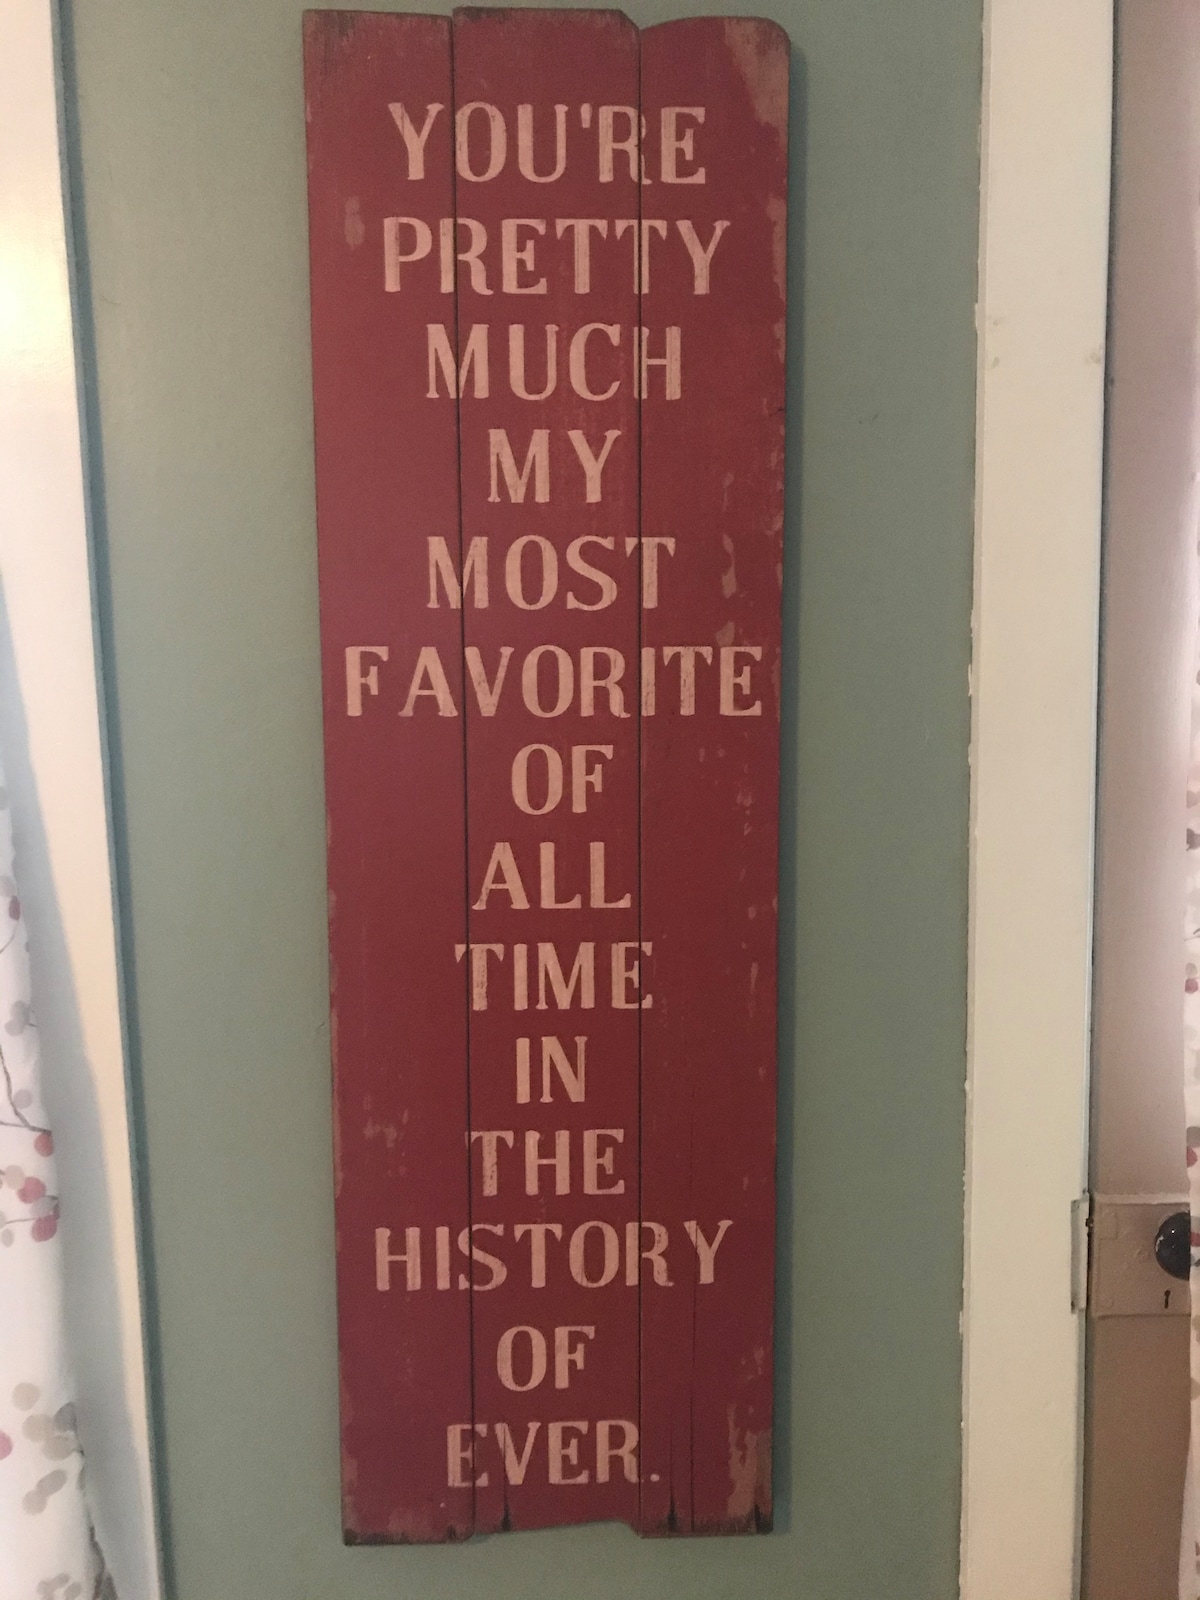 YOU'RE
PRETTY
MUCH
MY
MOST
FAVORITE
OF
ALL
TIME
IN
THE
HISTORY
OF
EVER.